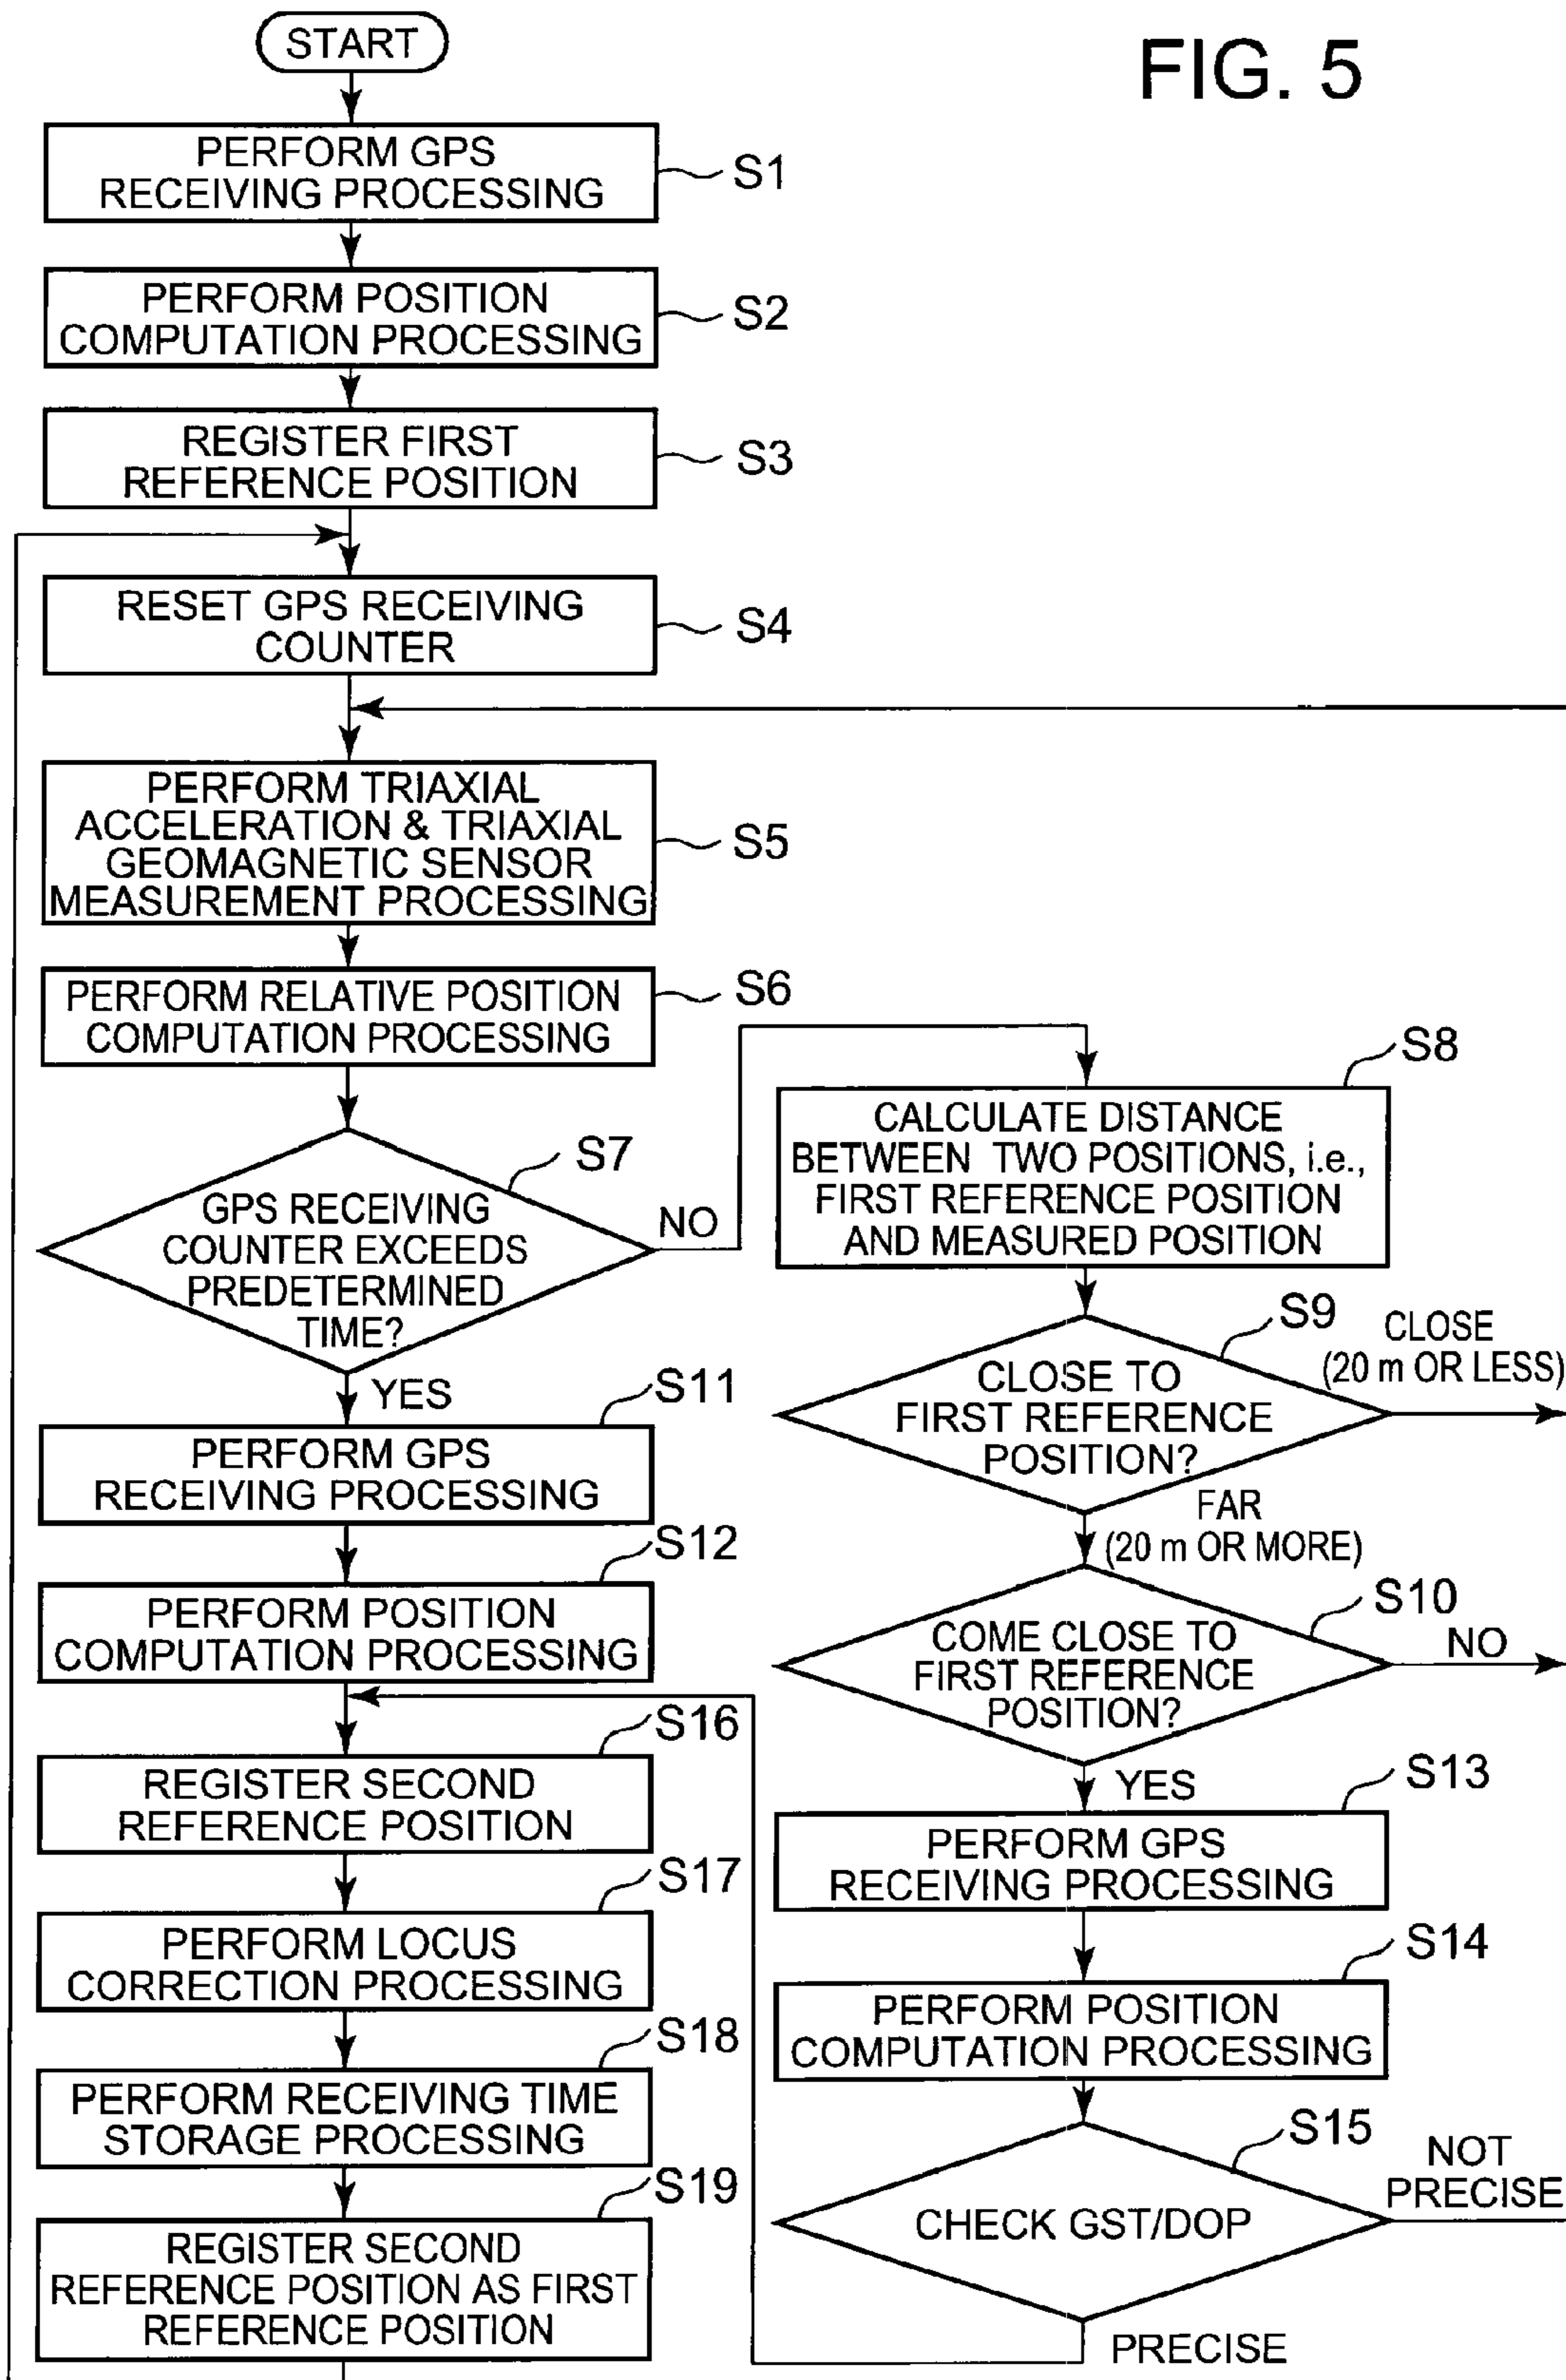 FIG. 5
START
PERFORM GPS
RECEIVING PROCESSING
S1
PERFORM POSITION
COMPUTATION PROCESSING
S2
REGISTER FIRST
REFERENCE POSITION
S3
RESET GPS RECEIVING
COUNTER
S4
PERFORM TRIAXIAL
ACCELERATION & TRIAXIAL
GEOMAGNETIC SENSOR
MEASUREMENT PROCESSING
S5
PERFORM RELATIVE POSITION
COMPUTATION PROCESSING
S6
S7
GPS RECEIVING
COUNTER EXCEEDS
PREDETERMINED
TIME?
NO
YES
S8
CALCULATE DISTANCE
BETWEEN TWO POSITIONS, i.e.,
FIRST REFERENCE POSITION
AND MEASURED POSITION
S9
CLOSE TO
FIRST REFERENCE
POSITION?
CLOSE
(20 m OR LESS)
FAR
(20 m OR MORE)
S10
COME CLOSE TO
FIRST REFERENCE
POSITION?
NO
YES
S11
PERFORM GPS
RECEIVING PROCESSING
S12
PERFORM POSITION
COMPUTATION PROCESSING
S13
PERFORM GPS
RECEIVING PROCESSING
S14
PERFORM POSITION
COMPUTATION PROCESSING
S15
CHECK GST/DOP
NOT
PRECISE
PRECISE
S16
REGISTER SECOND
REFERENCE POSITION
S17
PERFORM LOCUS
CORRECTION PROCESSING
S18
PERFORM RECEIVING TIME
STORAGE PROCESSING
S19
REGISTER SECOND
REFERENCE POSITION AS FIRST
REFERENCE POSITION